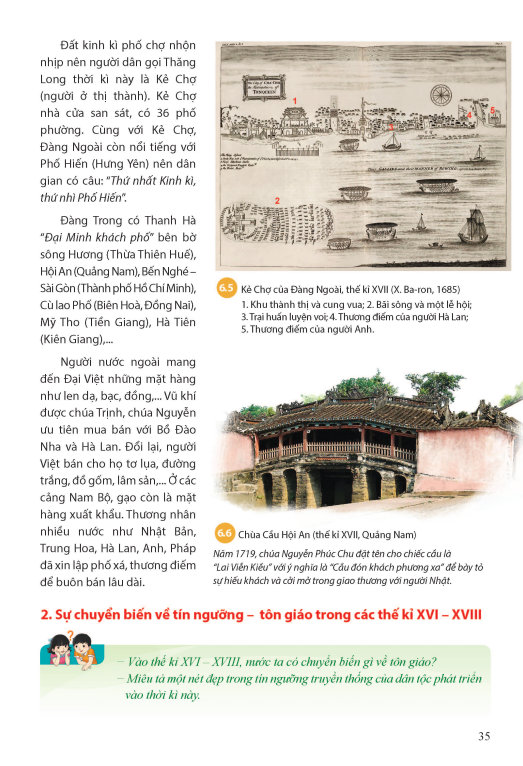 Đất kinh kì phố chợ nhộn
nhịp nên người dân gọi Thăng
Long thời kì này là Kẻ Chợ
(người ở thị thành). Kẻ Chợ
nhà cửa san sát, có 36 phố
phường. Cùng với Kẻ Chợ,
Đàng Ngoài còn nổi tiếng với
Phố Hiến (Hưng Yên) nên dân
gian có câu: “Thứ nhất Kinh kì,
thứ nhì Phố Hiến”.
Đàng Trong có Thanh Hà
“Đại Minh khách phố” bên bờ
sông Hương (Thừa Thiên Huế),
Hội An (Quảng Nam), Bến Nghé –
Sài Gòn (Thành phố Hồ Chí Minh),
Cù lao Phố (Biên Hoà, Đồng Nai),
Mỹ Tho (Tiền Giang), Hà Tiên
(Kiên Giang),...
Người nước ngoài mang
đến Đại Việt những mặt hàng
như len dạ, bạc, đồng,... Vũ khí
được chúa Trịnh, chúa Nguyễn
ưu tiên mua bán với Bồ Đào
Nha và Hà Lan. Đổi lại, người
Việt bán cho họ tơ lụa, đường
trắng, đồ gốm, lâm sản,... Ở các
cảng Nam Bộ, gạo còn là mặt
hàng xuất khẩu. Thương nhân
nhiều nước như Nhật Bản,
Trung Hoa, Hà Lan, Anh, Pháp
đã xin lập phố xá, thương điếm
để buôn bán lâu dài.
TONQUEEN
1
2
3
4
5
6.5 Kẻ Chợ của Đàng Ngoài, thế kỉ XVII (X. Ba-ron, 1685)
1. Khu thành thị và cung vua; 2. Bãi sông và một lễ hội;
3. Trại huấn luyện voi; 4. Thương điếm của người Hà Lan;
5. Thương điếm của người Anh.
6.6 Chùa Cầu Hội An (thế kỉ XVII, Quảng Nam)
Năm 1719, chúa Nguyễn Phúc Chu đặt tên cho chiếc cầu là
“Lai Viễn Kiều” với ý nghĩa là “Cầu đón khách phương xa” để bày tỏ
sự hiếu khách và cởi mở trong giao thương với người Nhật.
2. Sự chuyển biến về tín ngưỡng – tôn giáo trong các thế kỉ XVI – XVIII
– Vào thế kỉ XVI – XVIII, nước ta có chuyển biến gì về tôn giáo?
– Miêu tả một nét đẹp trong tín ngưỡng truyền thống của dân tộc phát triển
vào thời kì này.
35